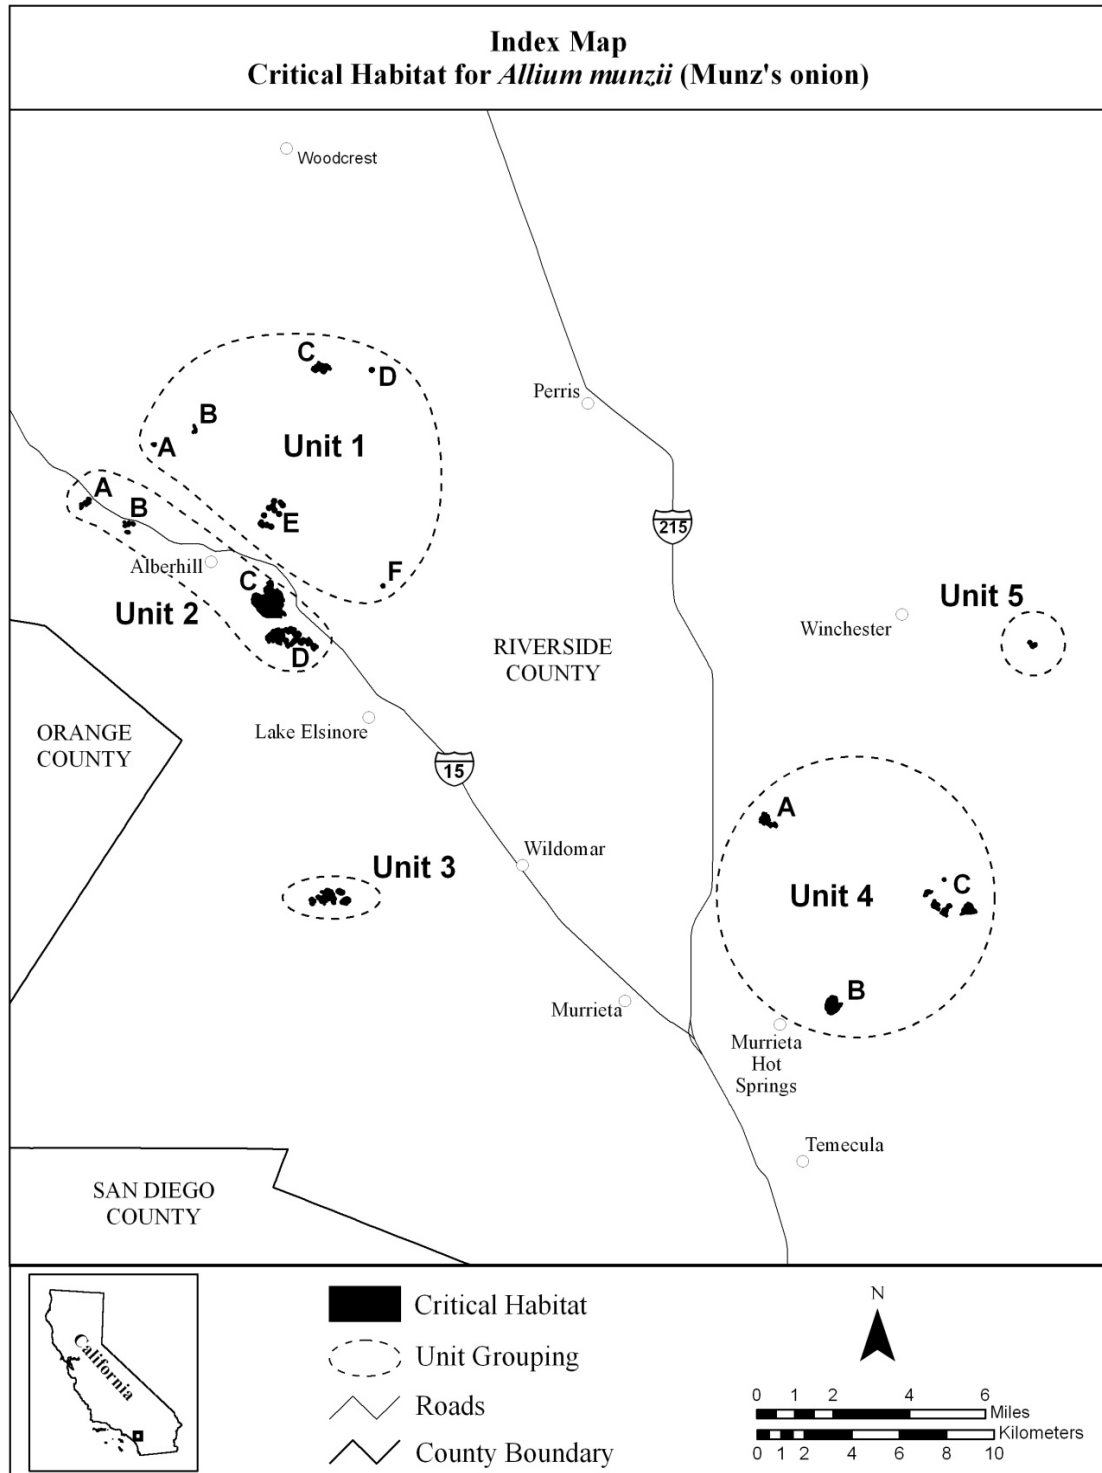 Index Map
Critical Habitat for Allium munzii (Munz's onion)
Woodcrest
C
D
Perris
B
A
Unit 1
A
B
E
215
Alberhill
C
F
Unit 2
Unit 5
Winchester
D
RIVERSIDE
COUNTY
ORANGE
COUNTY
Lake Elsinore
15
A
Wildomar
Unit 3
Unit 4
C
B
Murrieta
Murrieta
Hot
Springs
Temecula
SAN DIEGO
COUNTY
California
Critical Habitat
Unit Grouping
Roads
County Boundary
N
0 1 2 4 6
Miles
Kilometers
0 1 2 4 6 8 10